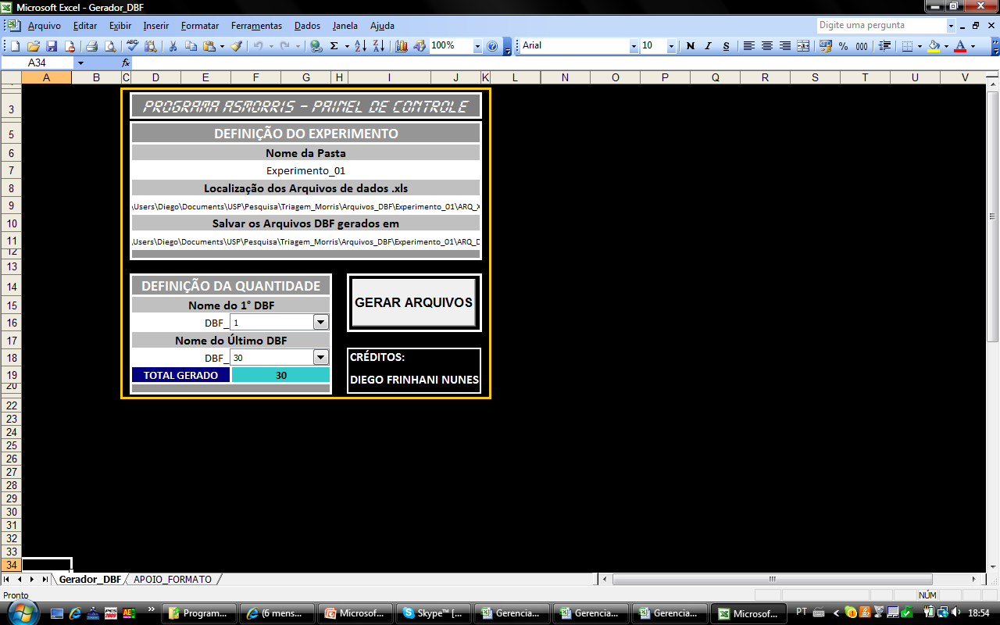 Microsoft Excel - Gerador_DBF
Arquivo Editar Exibir Inserir Formatar Ferramentas Dados Janela Ajuda
Digite uma pergunta
100%
Arial
10
N I S
% 000
A34
fx
A B C D E F G H I J K L M N O P Q R S T U V
3
PROGRAMA ASMORRIS - PAINEL DE CONTROLE
5
DEFINIÇÃO DO EXPERIMENTO
6
Nome da Pasta
7
Experimento_01
8
Localização dos Arquivos de dados .xls
9
\Users\Diego\Documents\USP\Pesquisa\Triagem_Morris\Arquivos_DBF\Experimento_01\ARQ_X
10
Salvar os Arquivos DBF gerados em
11
\Users\Diego\Documents\USP\Pesquisa\Triagem_Morris\Arquivos_DBF\Experimento_01\ARQ_D
12
13
14
DEFINIÇÃO DA QUANTIDADE
GERAR ARQUIVOS
15
Nome do 1° DBF
16
DBF_ 1
17
Nome do Último DBF
18
DBF_ 30
CRÉDITOS:
19
TOTAL GERADO 30
DIEGO FRINHANI NUNES
20
22
23
24
25
26
27
28
29
30
31
32
33
34
Gerador_DBF APOIO_FORMATO
Pronto
NÚM
Program... (6 mens... Microsof... Skype™ [... Gerencia... Gerencia... Gerencia... Microsof... PT 18:54